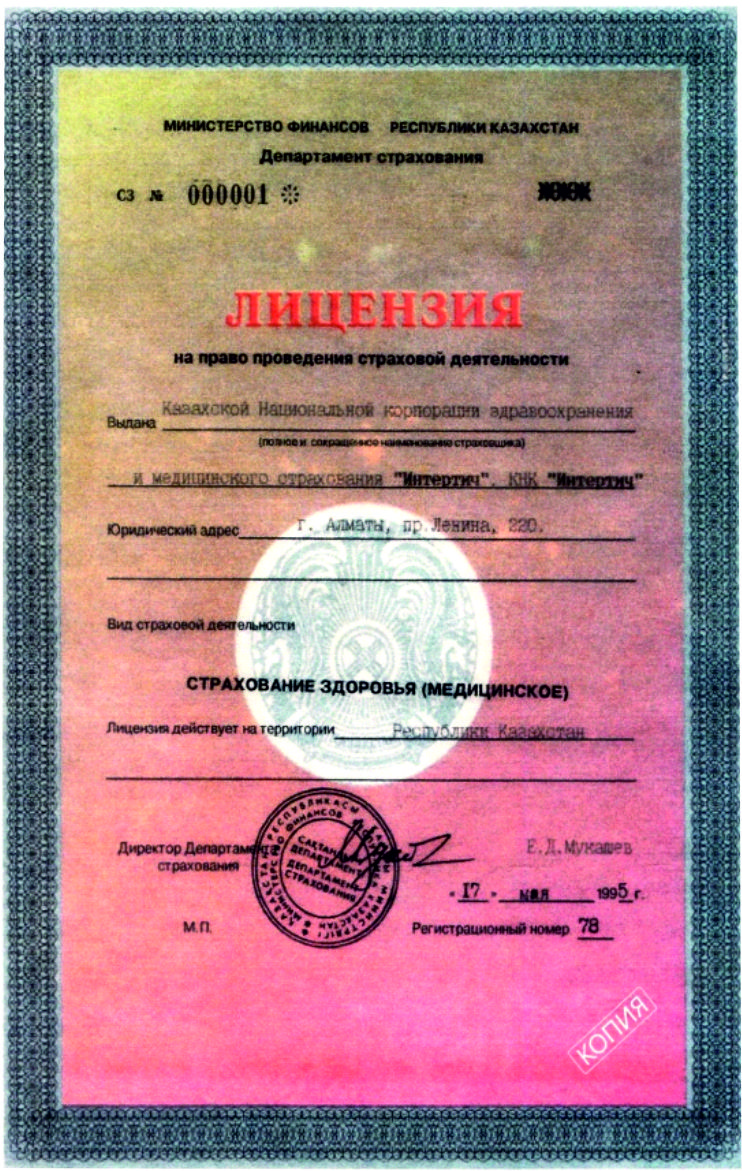 МИНИСТЕРСТВО ФИНАНСОВ РЕСПУБЛИКИ КАЗАХСТАН
Департамент страхования
СЗ № 000001
ЛИЦЕНЗИЯ
на право проведения страховой деятельности
Выдана Казахской Национальной корпорации здравоохранения
(полное и сокращенное наименование страховщика)
и медицинского страхования "Интертич". КНК "Интертич"
Юридический адрес г. Алматы, пр.Ленина, 220.
Вид страховой деятельности
СТРАХОВАНИЕ ЗДОРОВЬЯ (МЕДИЦИНСКОЕ)
Лицензия действует на территории Республики Казахстан
Директор Департамента
страхования
Е.Д.Мукашев
"17" мая 1995 г.
М.П.
Регистрационный номер 78
ДЕПАРТАМЕНТ
СТРАХОВАНИЯ
КОПИЯ